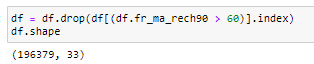 df = df.drop(df[(df.fr_ma_rech90 > 60)].index)
df.shape
(196379, 33)